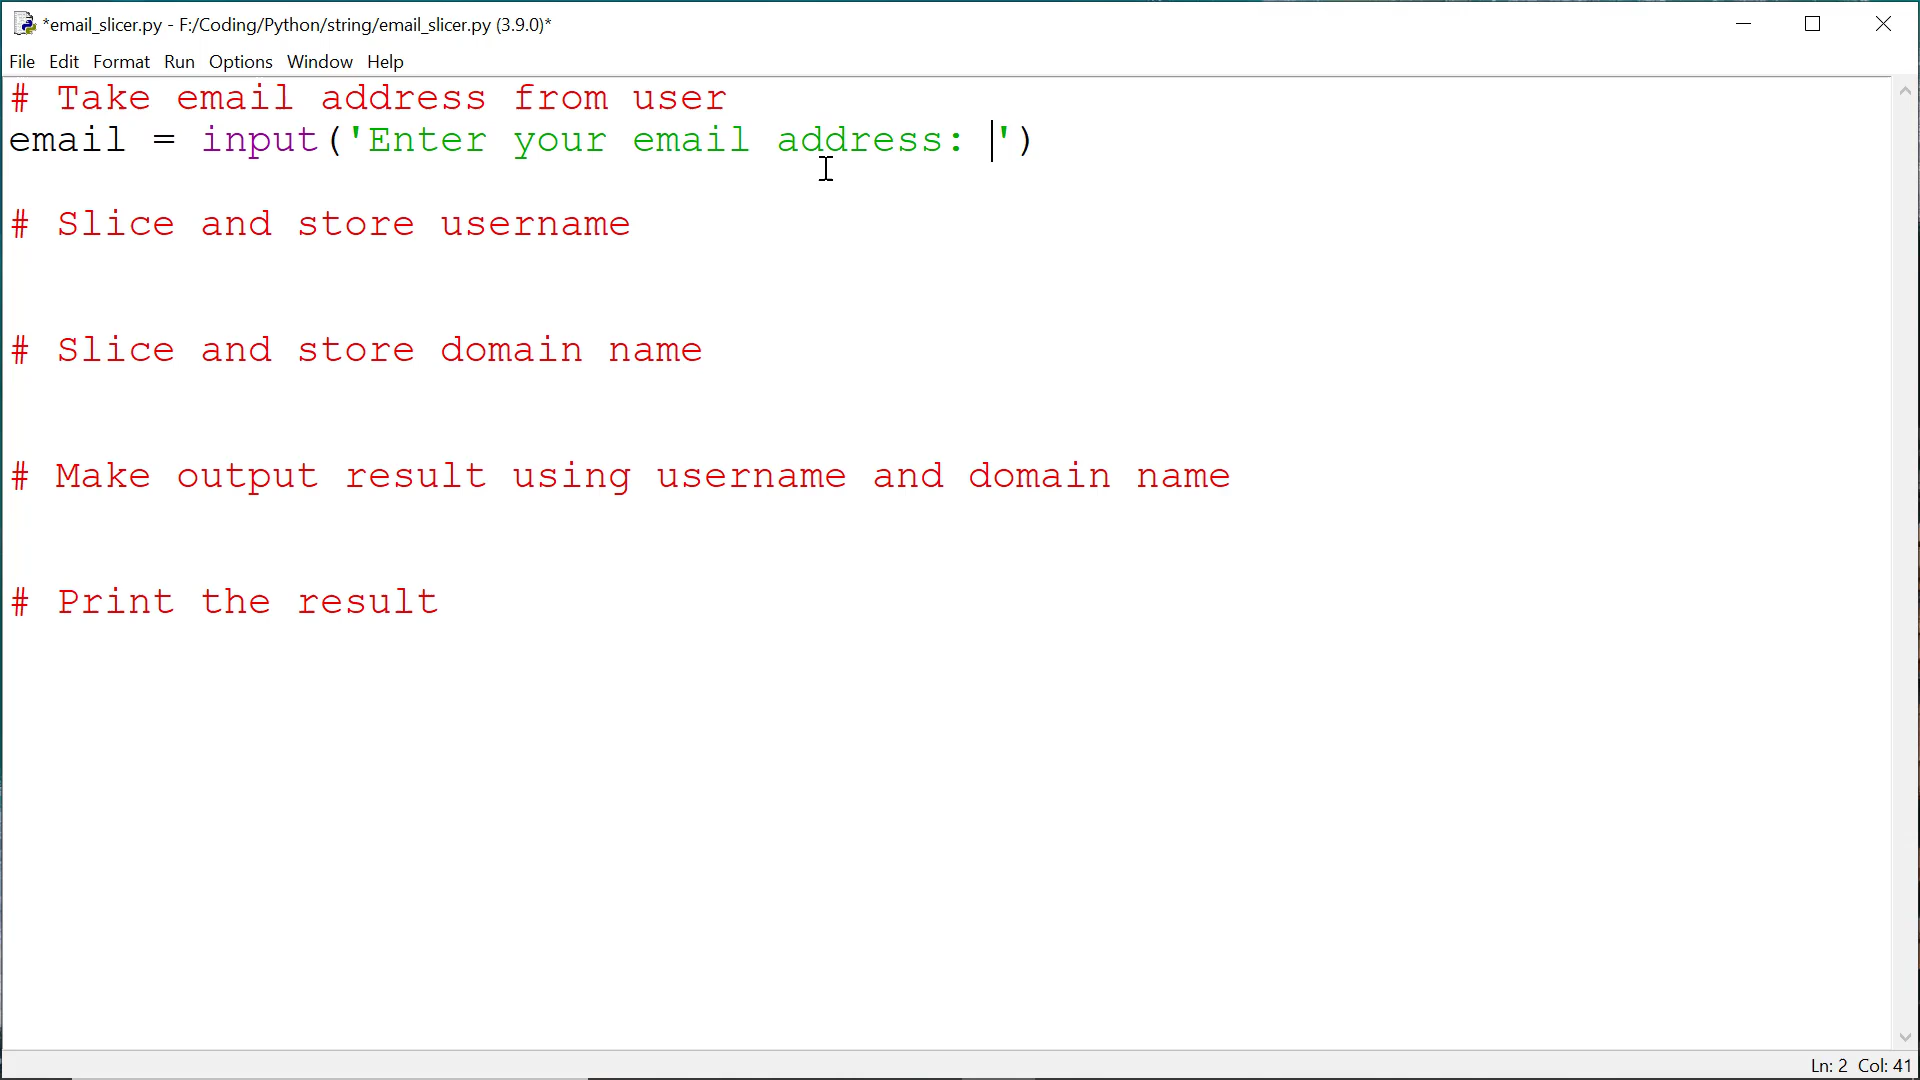 *email_slicer.py - F:/Coding/Python/string/email_slicer.py (3.9.0)*
File Edit Format Run Options Window Help
# Take email address from user
email = input('Enter your email address: ')
# Slice and store username
# Slice and store domain name
# Make output result using username and domain name
# Print the result
Ln: 2 Col: 41